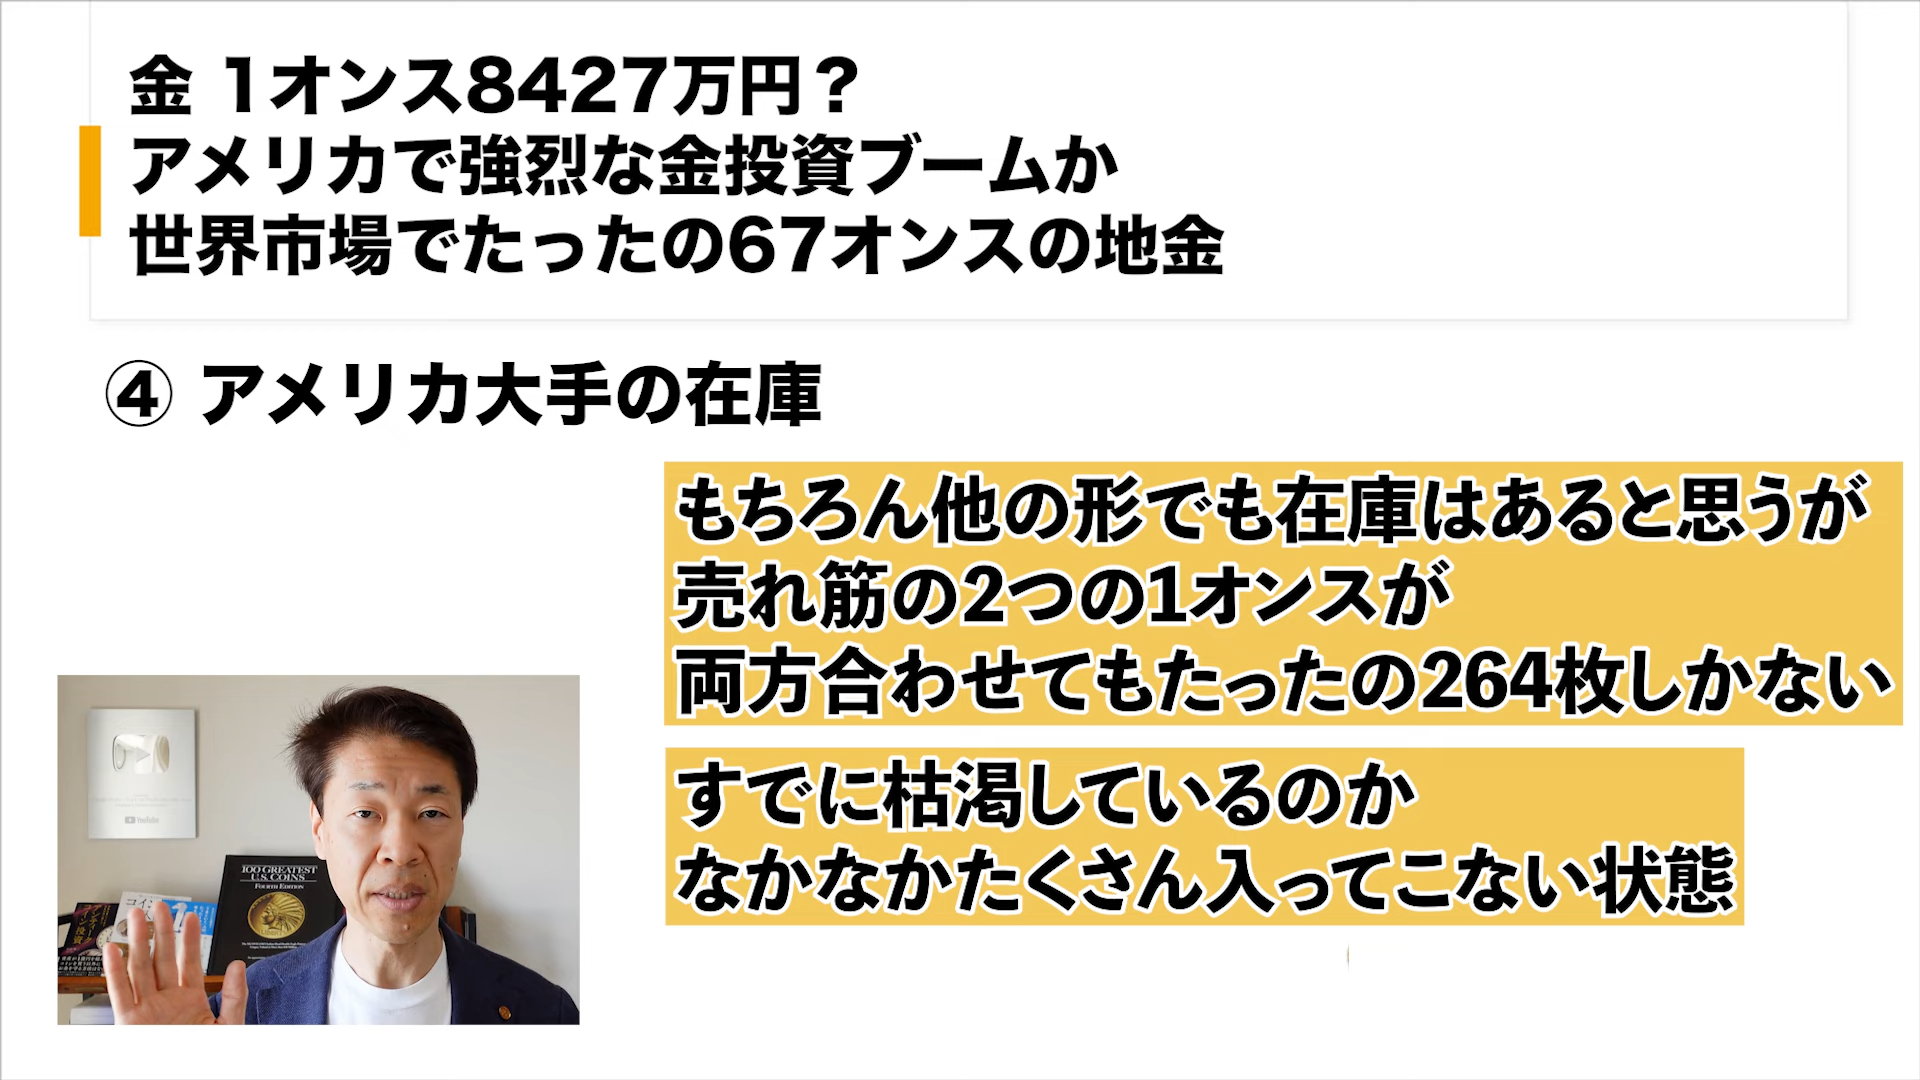 金 1オンス8427万円？
アメリカで強烈な金投資ブームか
世界市場でたったの67オンスの地金
④ アメリカ大手の在庫
もちろん他の形でも在庫はあると思うが
売れ筋の2つの1オンスが
両方合わせてもたったの264枚しかない
すでに枯渇しているのか
なかなかたくさん入ってこない状態
YouTube
100 GREATEST
U.S. COINS
FOURTH EDITION